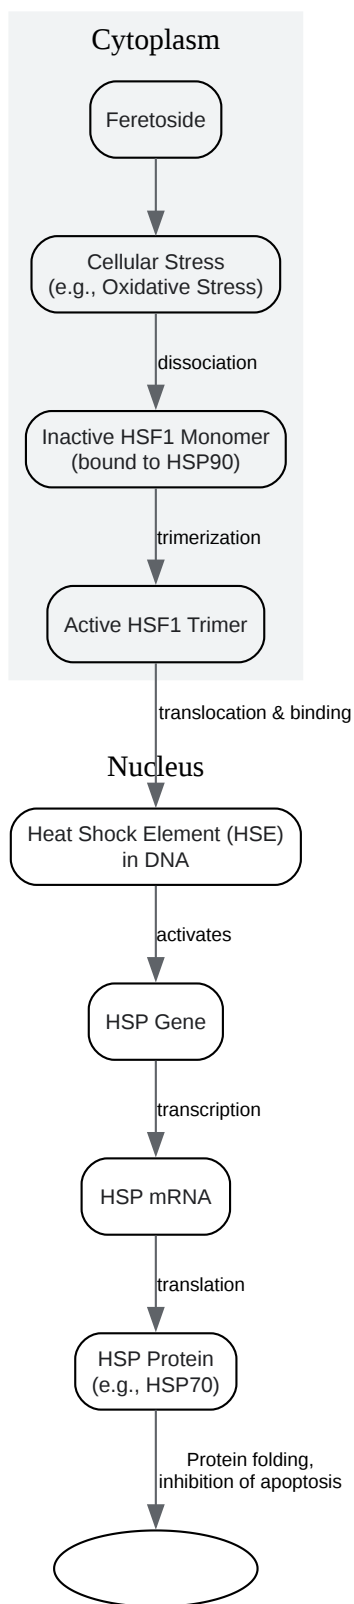 Cytoplasm
Feretoside
Cellular Stress
(e.g., Oxidative Stress)
dissociation
Inactive HSF1 Monomer
(bound to HSP90)
trimerization
Active HSF1 Trimer
translocation & binding
Nucleus
Heat Shock Element (HSE)
in DNA
activates
HSP Gene
transcription
HSP mRNA
translation
HSP Protein
(e.g., HSP70)
Protein folding,
inhibition of apoptosis